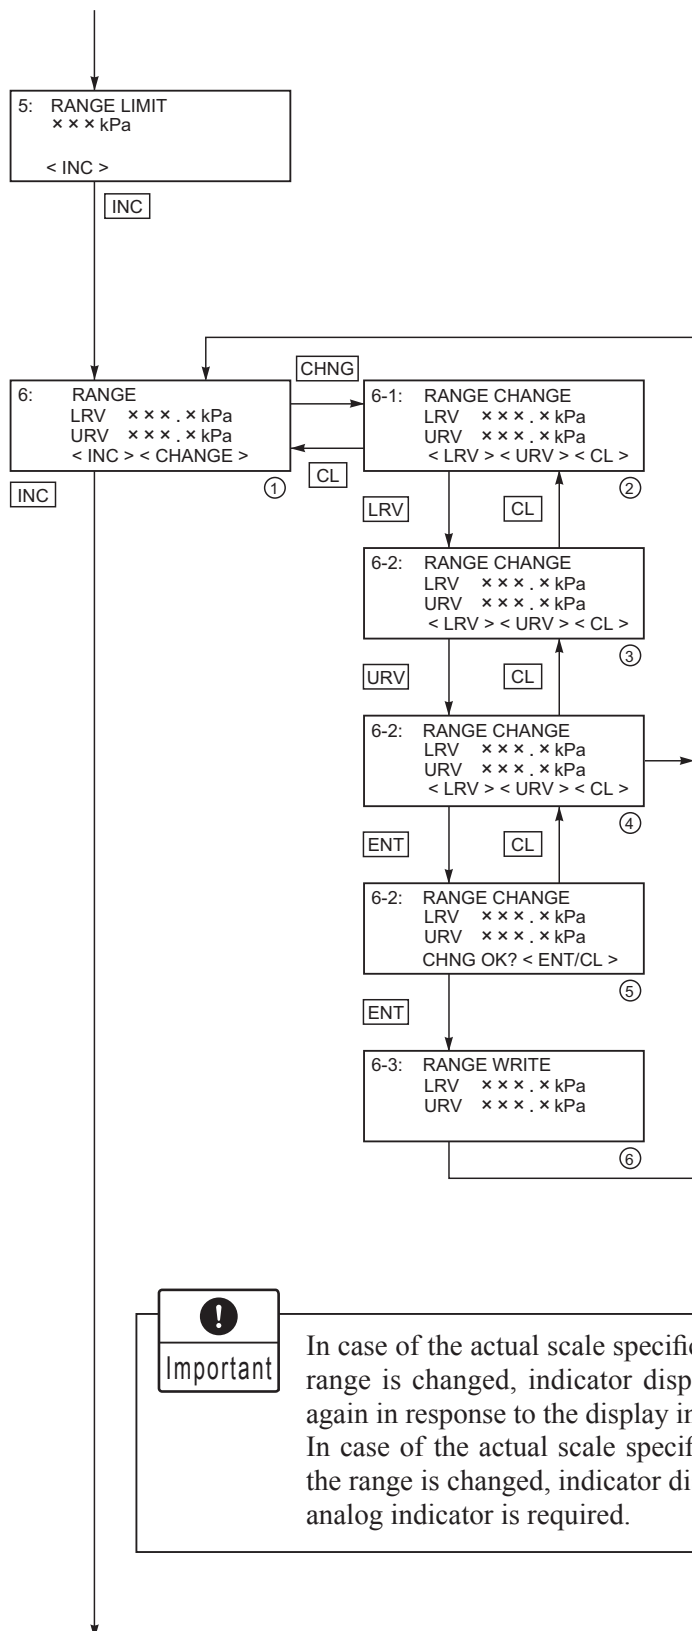 5: RANGE LIMIT
××× kPa
< INC >
INC
6: RANGE
LRV ×××.× kPa
URV ×××.× kPa
< INC > < CHANGE >
①
INC
CHNG
CL
6-1: RANGE CHANGE
LRV ×××.× kPa
URV ×××.× kPa
< LRV > < URV > < CL >
②
LRV
CL
6-2: RANGE CHANGE
LRV ×××.× kPa
URV ×××.× kPa
< LRV > < URV > < CL >
③
URV
CL
6-2: RANGE CHANGE
LRV ×××.× kPa
URV ×××.× kPa
< LRV > < URV > < CL >
④
ENT
CL
6-2: RANGE CHANGE
LRV ×××.× kPa
URV ×××.× kPa
CHNG OK? < ENT/CL >
⑤
ENT
6-3: RANGE WRITE
LRV ×××.× kPa
URV ×××.× kPa
⑥
!
Important
In case of the actual scale specific
range is changed, indicator disp
again in response to the display in
In case of the actual scale specif
the range is changed, indicator di
analog indicator is required.